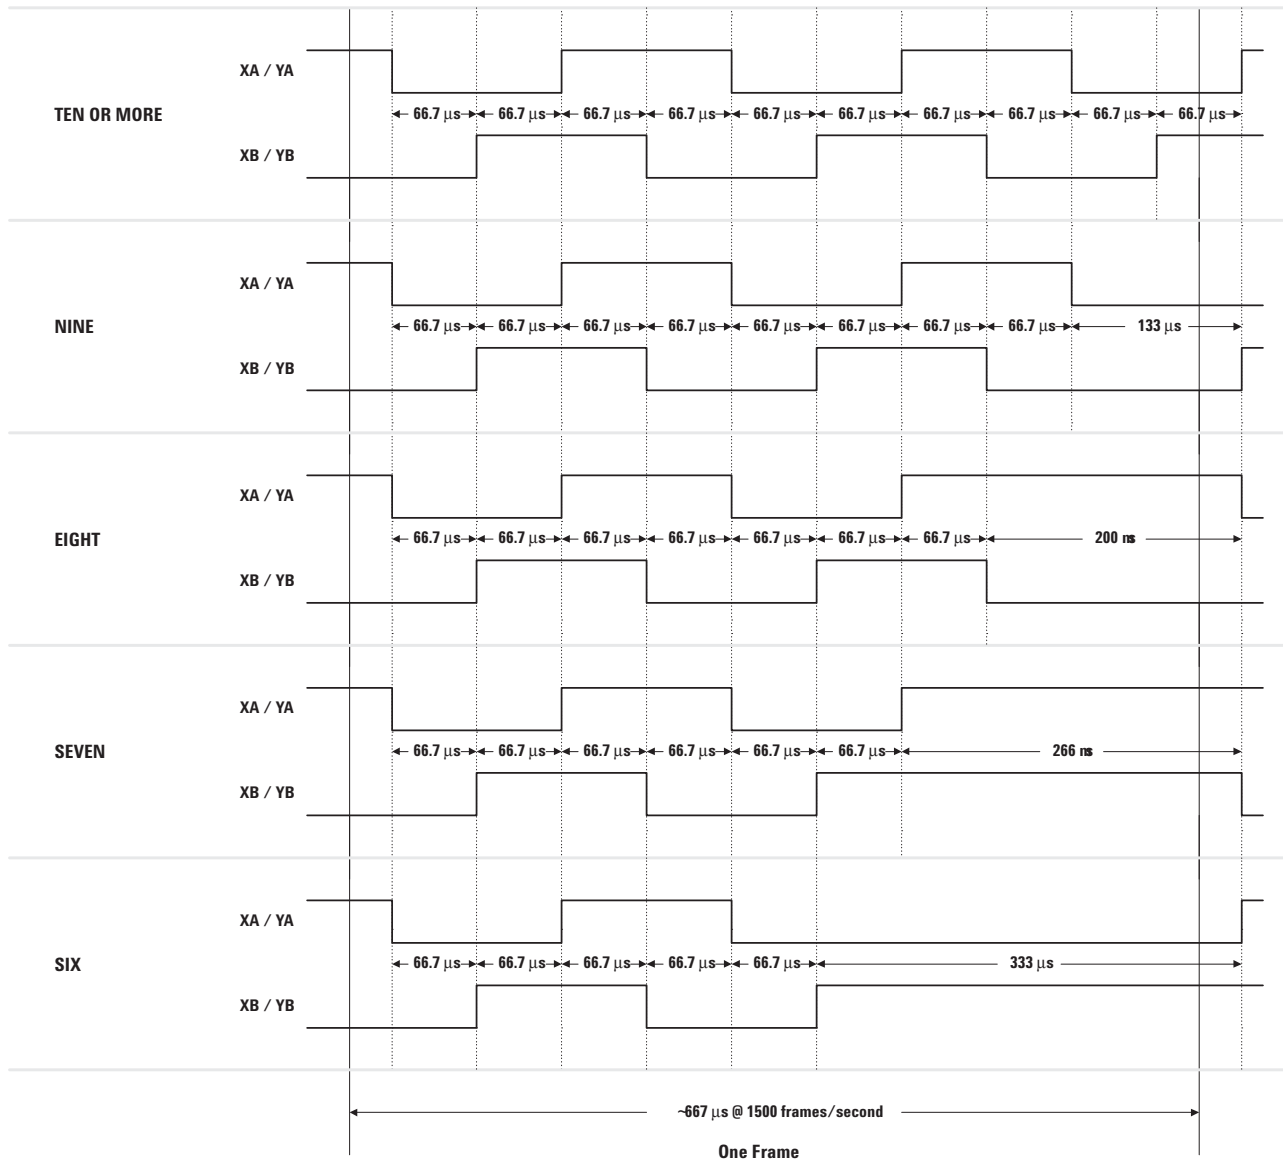 XA / YA
TEN OR MORE
66.7 µs 66.7 µs 66.7 µs 66.7 µs 66.7 µs 66.7 µs 66.7 µs 66.7 µs 66.7 µs 66.7 µs
XB / YB
XA / YA
NINE
66.7 µs 66.7 µs 66.7 µs 66.7 µs 66.7 µs 66.7 µs 66.7 µs 66.7 µs 133 µs
XB / YB
XA / YA
EIGHT
66.7 µs 66.7 µs 66.7 µs 66.7 µs 66.7 µs 66.7 µs 66.7 µs 200 ns
XB / YB
XA / YA
SEVEN
66.7 µs 66.7 µs 66.7 µs 66.7 µs 66.7 µs 66.7 µs 266 ns
XB / YB
XA / YA
SIX
66.7 µs 66.7 µs 66.7 µs 66.7 µs 66.7 µs 333 µs
XB / YB
~667 µs @ 1500 frames/second
One Frame